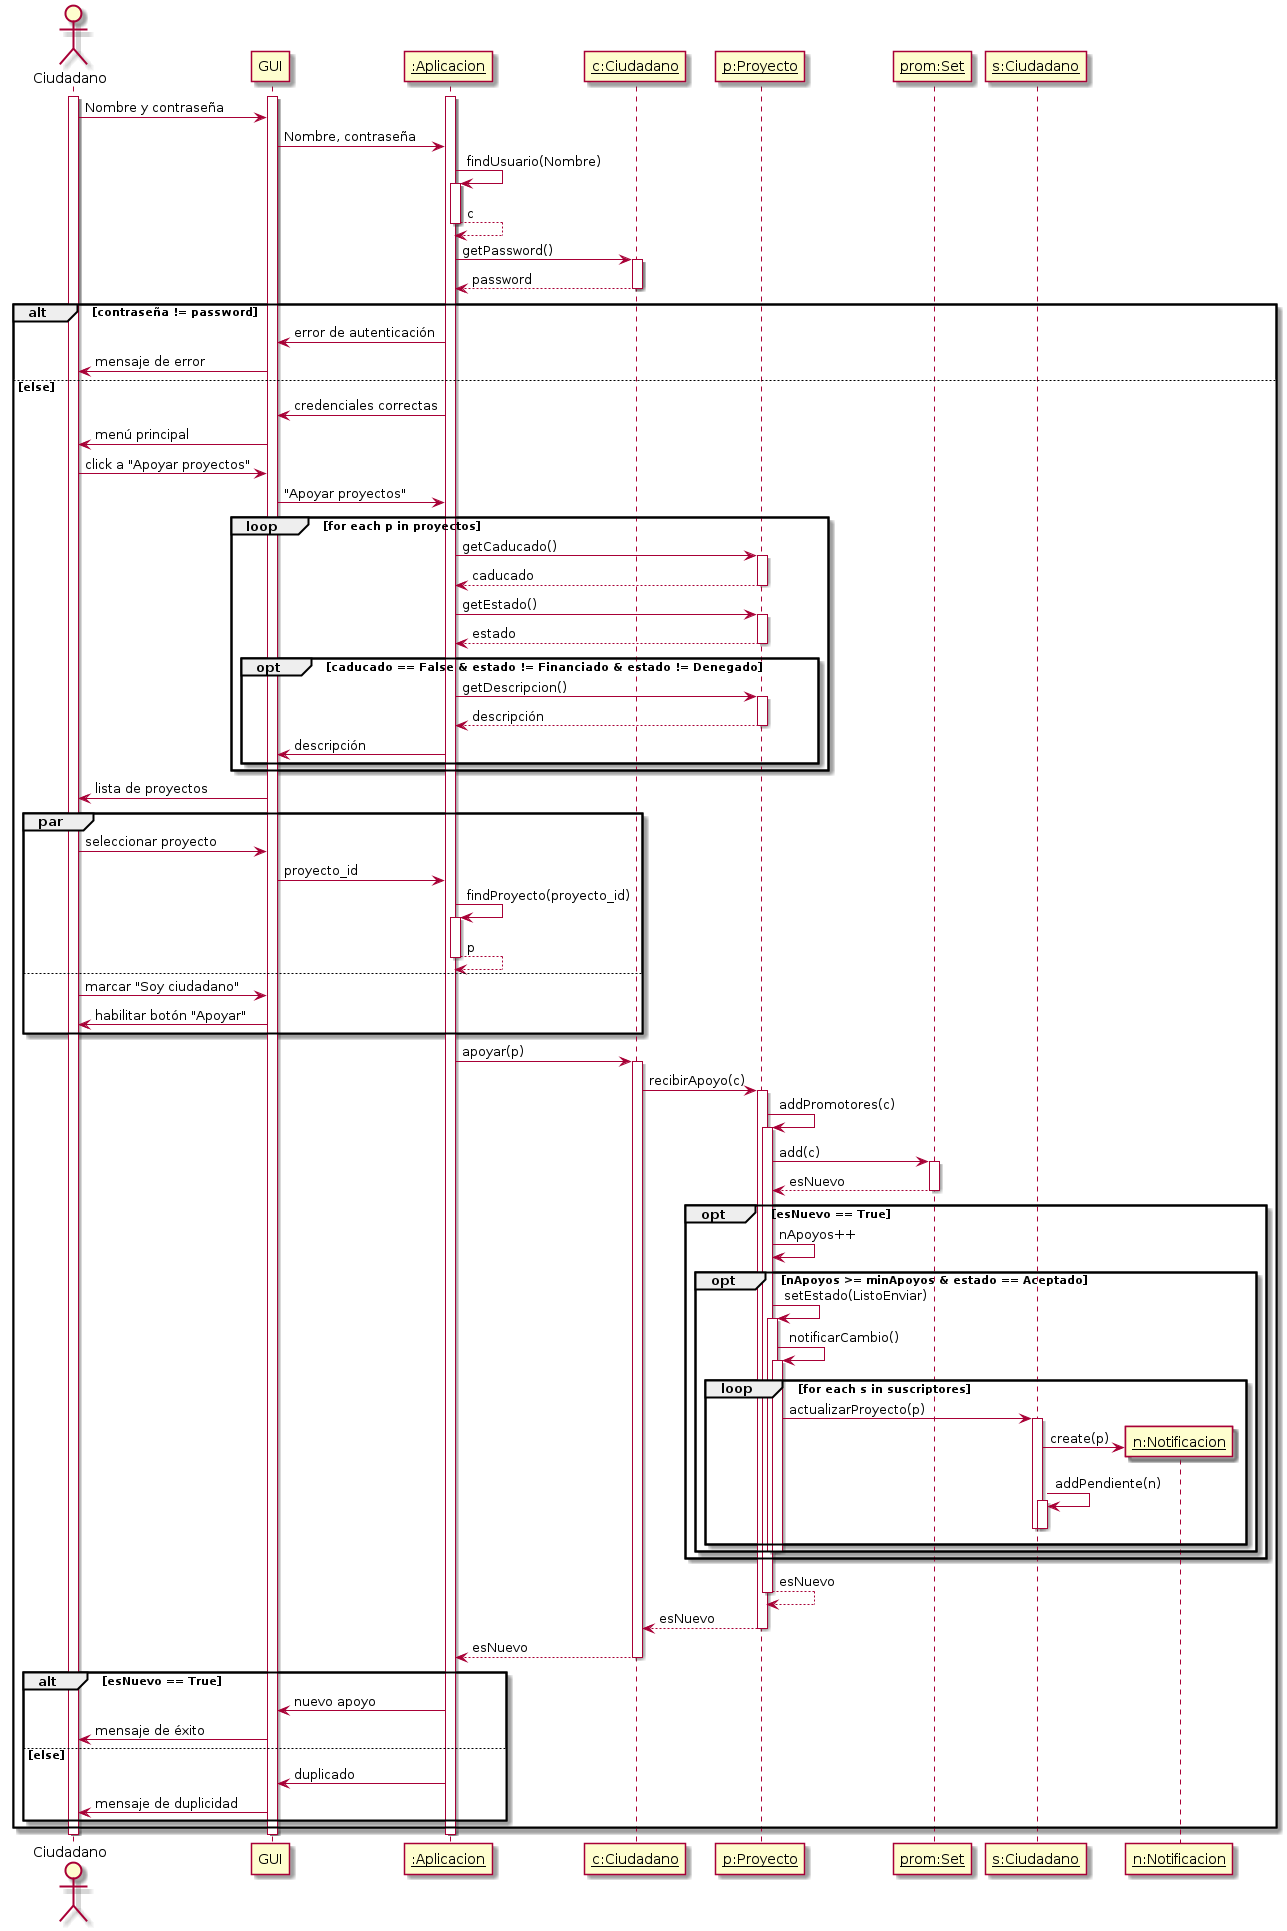 Ciudadano
GUI
:Aplicacion
c:Ciudadano
p:Proyecto
prom:Set
s:Ciudadano
Nombre y contraseña
Nombre, contraseña
findUsuario(Nombre)
c
getPassword()
password
alt
[contraseña != password]
error de autenticación
mensaje de error
[else]
credenciales correctas
menú principal
click a "Apoyar proyectos"
"Apoyar proyectos"
loop
[for each p in proyectos]
getCaducado()
caducado
getEstado()
estado
opt
[caducado == False & estado != Financiado & estado != Denegado]
getDescripcion()
descripción
descripción
lista de proyectos
par
seleccionar proyecto
proyecto_id
findProyecto(proyecto_id)
p
marcar "Soy ciudadano"
habilitar botón "Apoyar"
apoyar(p)
recibirApoyo(c)
addPromotores(c)
add(c)
esNuevo
opt
[esNuevo == True]
nApoyos++
opt
[nApoyos >= minApoyos & estado == Aceptado]
setEstado(ListoEnviar)
notificarCambio()
loop
[for each s in suscriptores]
actualizarProyecto(p)
create(p)
n:Notificacion
addPendiente(n)
esNuevo
esNuevo
esNuevo
alt
[esNuevo == True]
nuevo apoyo
mensaje de éxito
[else]
duplicado
mensaje de duplicidad
Ciudadano
GUI
:Aplicacion
c:Ciudadano
p:Proyecto
prom:Set
s:Ciudadano
n:Notificacion